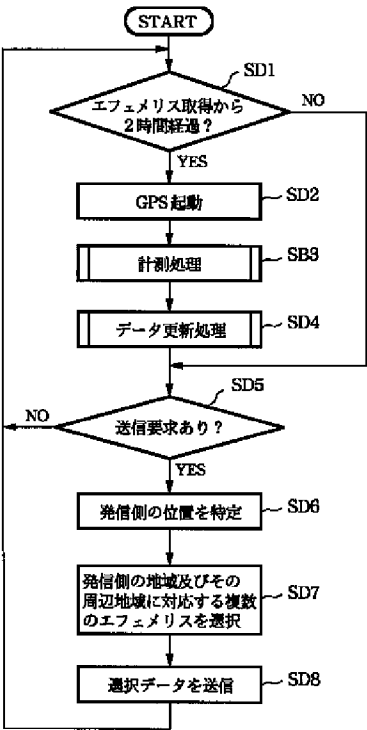 START
SD1
エフェメリス取得から
2時間経過？
NO
YES
GPS起動
SD2
計測処理
SB3
データ更新処理
SD4
SD5
NO
送信要求あり？
YES
発信側の位置を特定
SD6
発信側の地域及びその
周辺地域に対応する複数
のエフェメリスを選択
SD7
選択データを送信
SD8